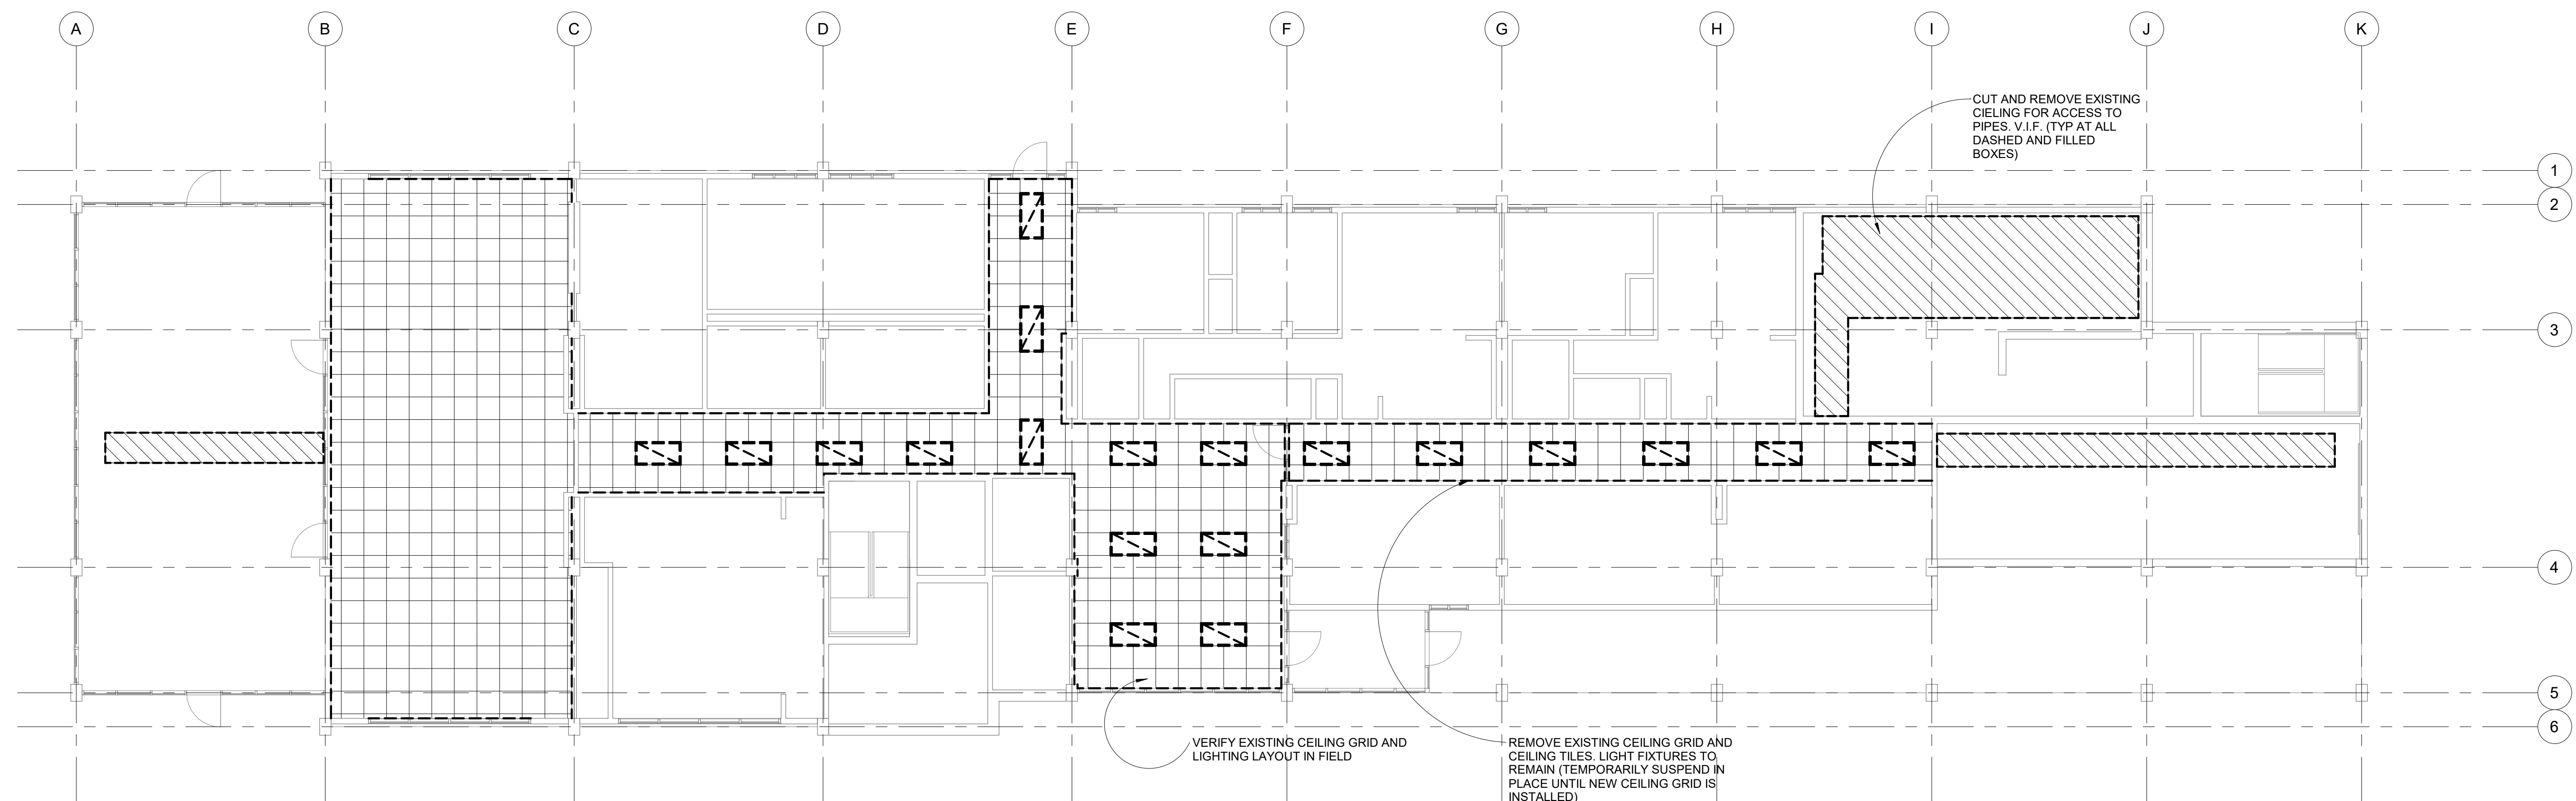 A
B
C
D
E
F
G
H
I
J
K
CUT AND REMOVE EXISTING
CIELING FOR ACCESS TO
PIPES. V.I.F. (TYP AT ALL
DASHED AND FILLED
BOXES)
1
2
3
4
5
6
VERIFY EXISTING CEILING GRID AND
LIGHTING LAYOUT IN FIELD
REMOVE EXISTING CEILING GRID AND
CEILING TILES. LIGHT FIXTURES TO
REMAIN (TEMPORARILY SUSPEND IN
PLACE UNTIL NEW CEILING GRID IS
INSTALLED)